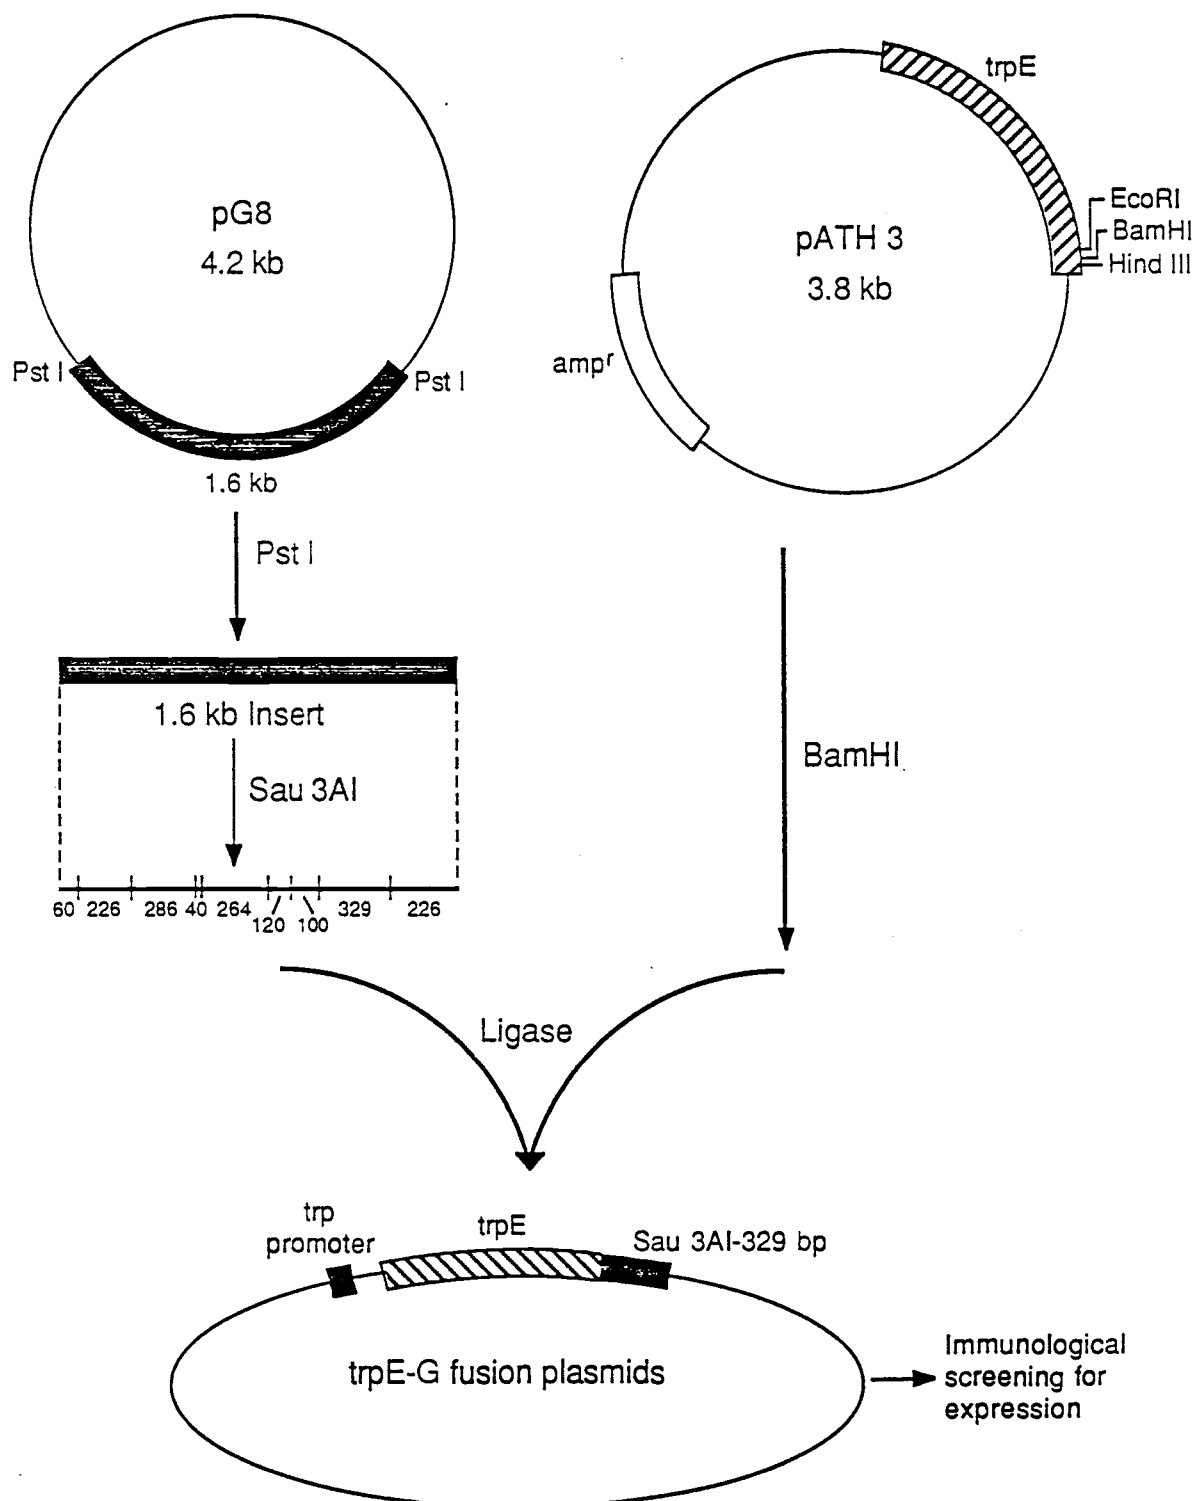 pG8
4.2 kb
Pst I
Pst I
1.6 kb
Pst I
1.6 kb Insert
Sau 3AI
60 226 286 40 264 120 100 329 226
trpE
EcoRI
BamHI
Hind III
pATH 3
3.8 kb
ampʳ
BamHI
Ligase
trp
promoter
trpE
Sau 3AI-329 bp
trpE-G fusion plasmids
Immunological
screening for
expression